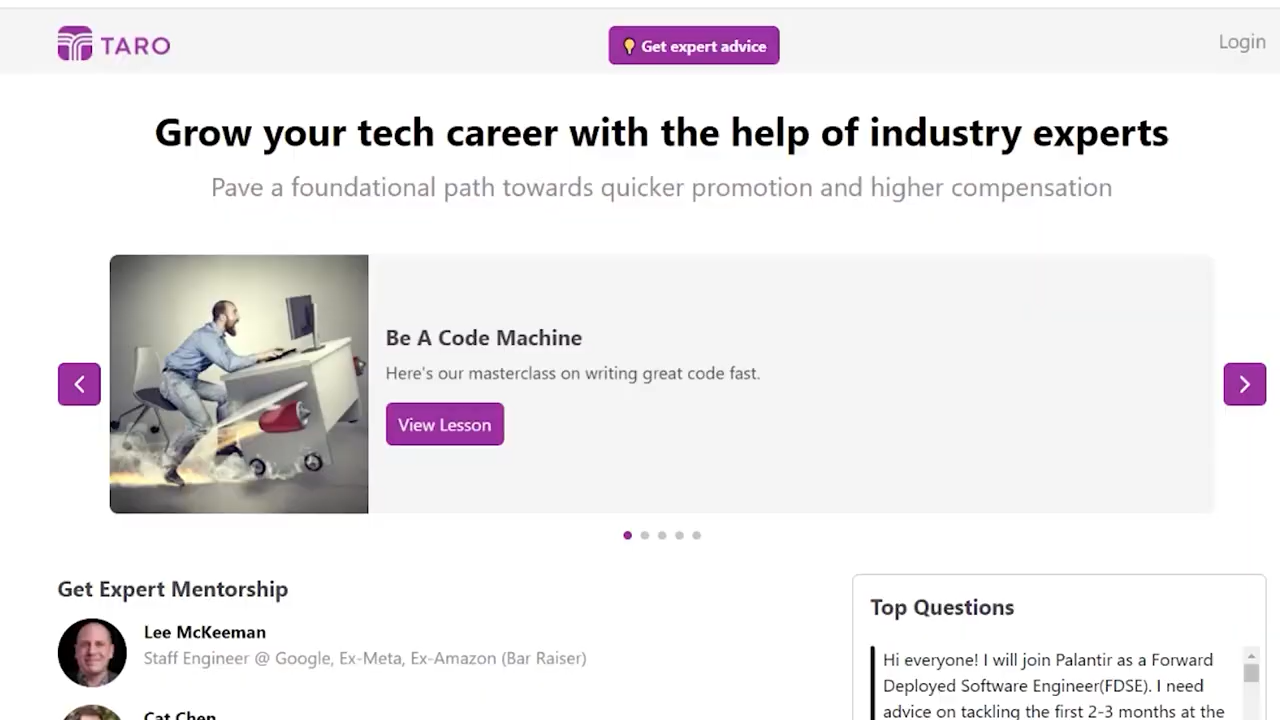 TARO
Get expert advice
Login
Grow your tech career with the help of industry experts
Pave a foundational path towards quicker promotion and higher compensation
Be A Code Machine
Here's our masterclass on writing great code fast.
View Lesson
Get Expert Mentorship
Lee McKeeman
Staff Engineer @ Google, Ex-Meta, Ex-Amazon (Bar Raiser)
Cat Chen
Top Questions
Hi everyone! I will join Palantir as a Forward
Deployed Software Engineer(FDSE). I need
advice on tackling the first 2-3 months at the